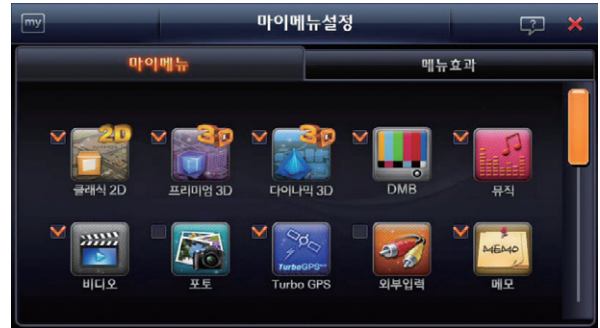 my 마이메뉴설정 ?
마이메뉴 메뉴효과
2D 3D 3D
클래식 2D 프리미엄 3D 다이나믹 3D DMB 뮤직
TurboGPS MEMO
비디오 포토 Turbo GPS 외부입력 메모